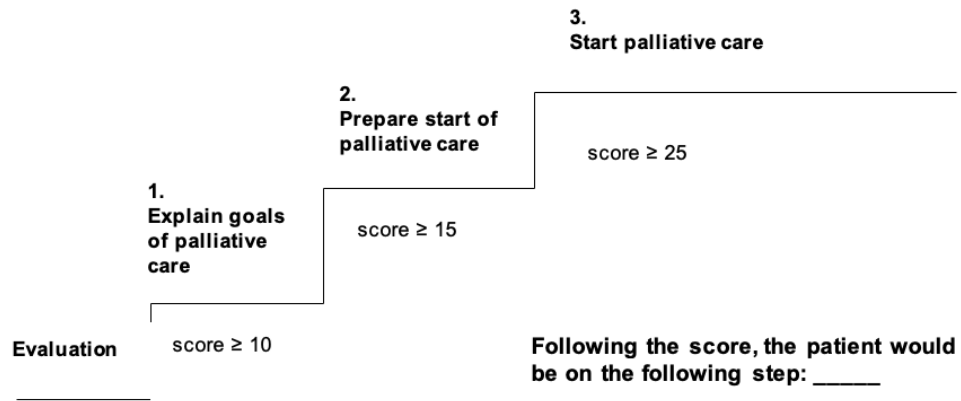 3.
Start palliative care
2.
Prepare start of
palliative care
score ≥ 25
1.
Explain goals
of palliative
care
score ≥ 15
Evaluation
score ≥ 10
Following the score, the patient would
be on the following step: _____